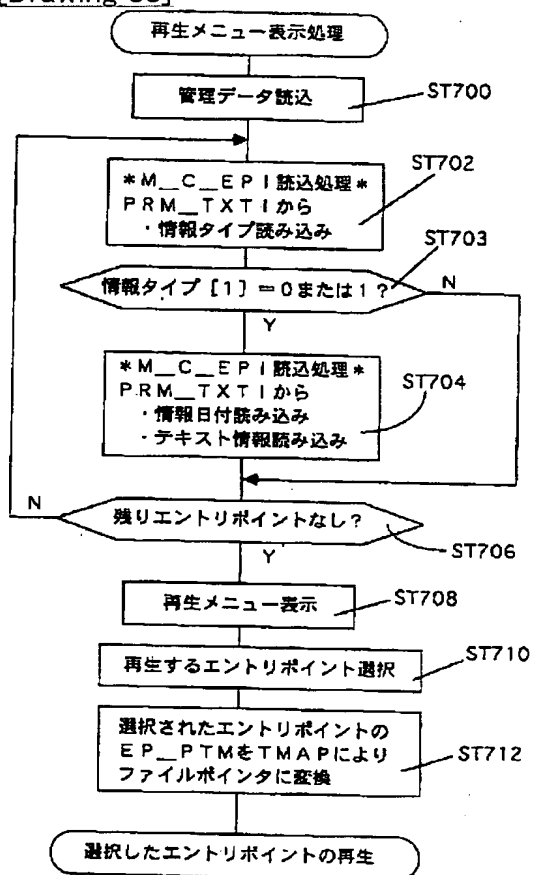 [Drawing 38]
再生メニュー表示処理
管理データ読込
ST700
*M__C__EPI読込処理*
PRM__TXTIから
・情報タイプ読み込み
ST702
情報タイプ[1]=0または1?
ST703
N
Y
*M__C__EPI読込処理*
PRM__TXTIから
・情報日付読み込み
・テキスト情報読み込み
ST704
残りエントリポイントなし?
N
ST706
Y
再生メニュー表示
ST708
再生するエントリポイント選択
ST710
選択されたエントリポイントの
EP__PTMをTMAPにより
ファイルポインタに変換
ST712
選択したエントリポイントの再生